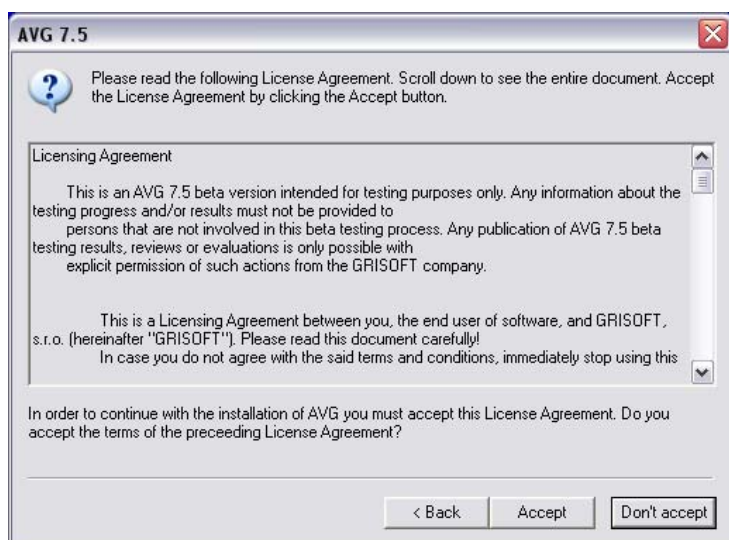 AVG 7.5
Please read the following License Agreement. Scroll down to see the entire document. Accept
the License Agreement by clicking the Accept button.
Licensing Agreement
This is an AVG 7.5 beta version intended for testing purposes only. Any information about the
testing progress and/or results must not be provided to
persons that are not involved in this beta testing process. Any publication of AVG 7.5 beta
testing results, reviews or evaluations is only possible with
explicit permission of such actions from the GRISOFT company.
This is a Licensing Agreement between you, the end user of software, and GRISOFT,
s.r.o. (hereinafter "GRISOFT"). Please read this document carefully!
In case you do not agree with the said terms and conditions, immediately stop using this
In order to continue with the installation of AVG you must accept this License Agreement. Do you
accept the terms of the preceeding License Agreement?
< Back
Accept
Don't accept